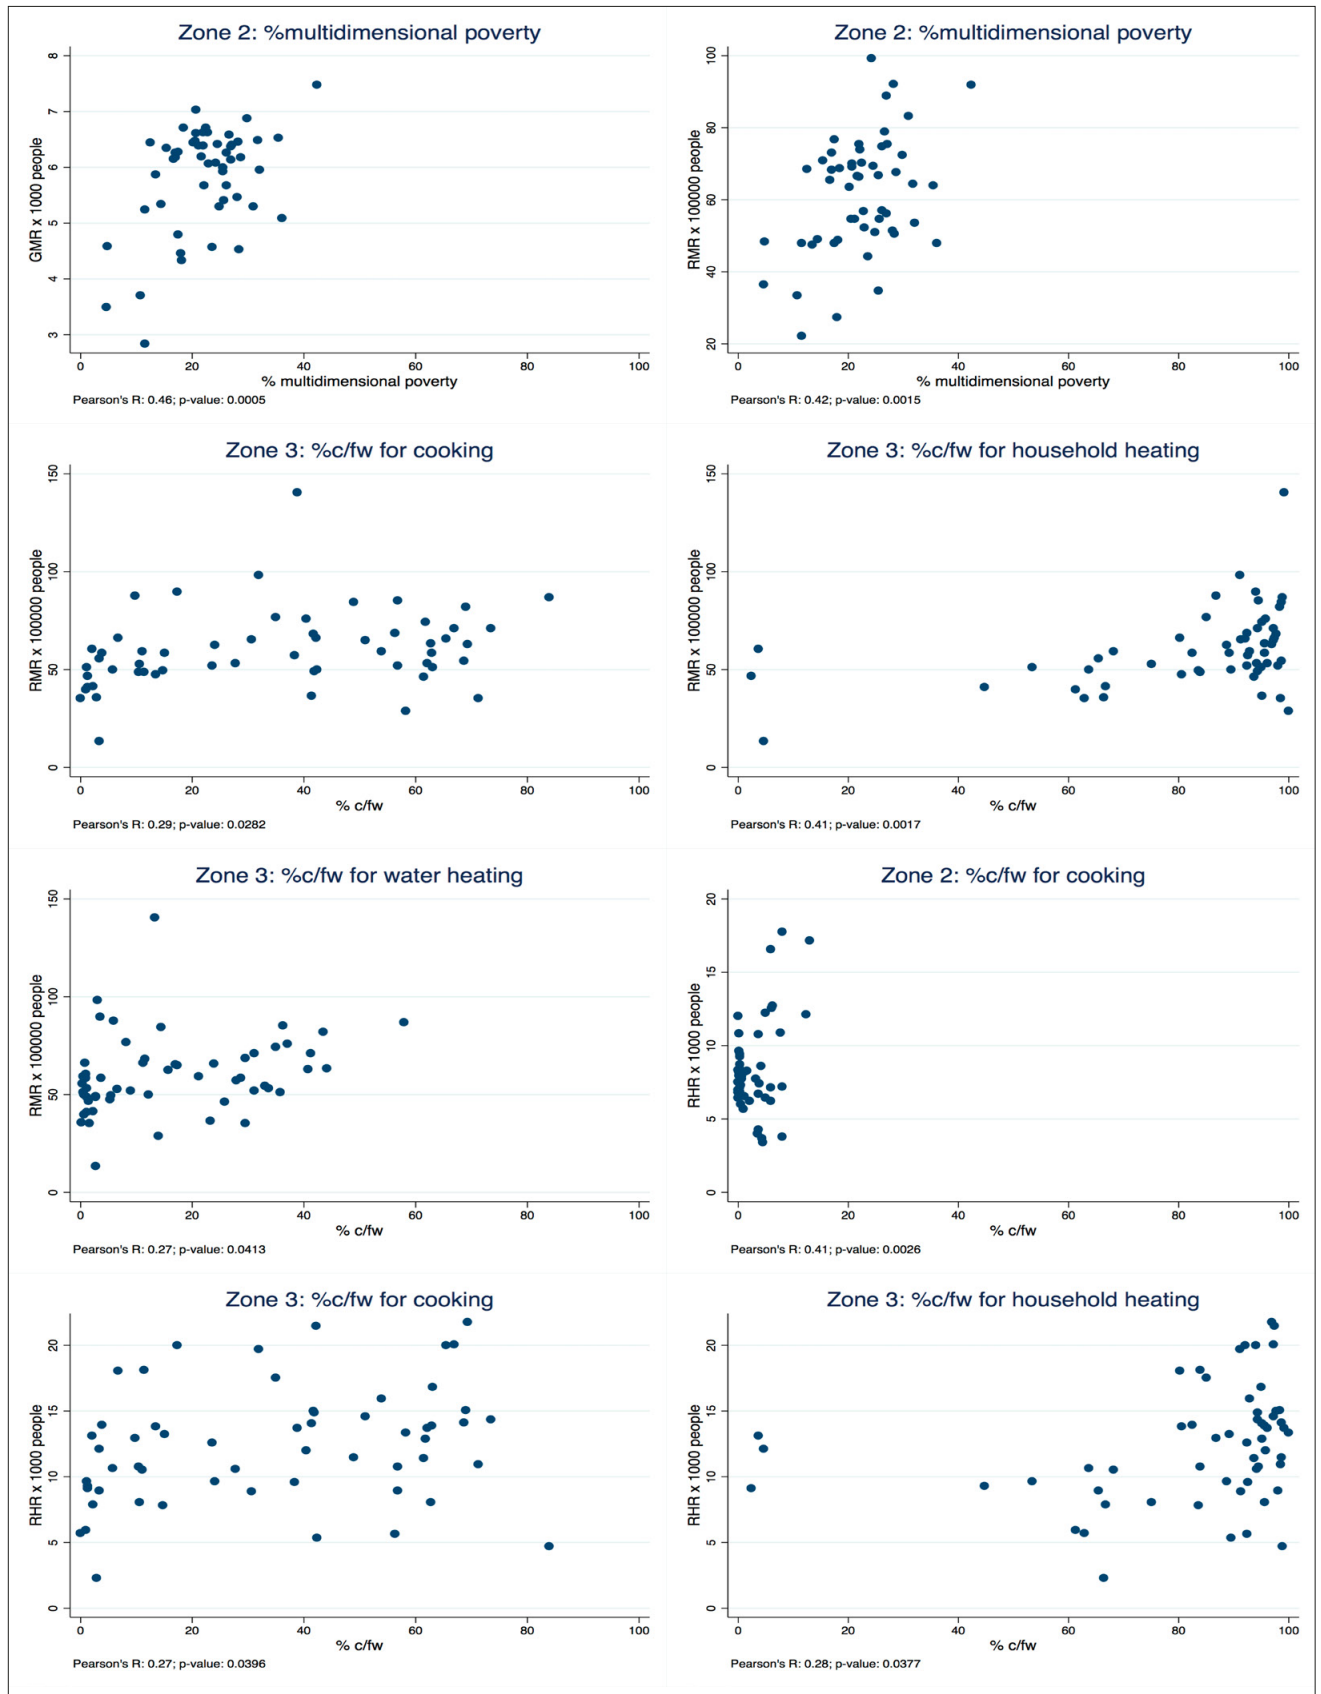 Zone 2: %multidimensional poverty
GMR x 1000 people
8
7
6
5
4
3
0 20 40 60 80 100
% multidimensional poverty
Pearson's R: 0.46; p-value: 0.0005
Zone 2: %multidimensional poverty
RMR x 100000 people
100
80
60
40
20
0 20 40 60 80 100
% multidimensional poverty
Pearson's R: 0.42; p-value: 0.0015
Zone 3: %c/fw for cooking
RMR x 100000 people
150
100
50
0
0 20 40 60 80 100
% c/fw
Pearson's R: 0.29; p-value: 0.0282
Zone 3: %c/fw for household heating
RMR x 100000 people
150
100
50
0
0 20 40 60 80 100
% c/fw
Pearson's R: 0.41; p-value: 0.0017
Zone 3: %c/fw for water heating
RMR x 100000 people
150
100
50
0
0 20 40 60 80 100
% c/fw
Pearson's R: 0.27; p-value: 0.0413
Zone 2: %c/fw for cooking
RHR x 1000 people
20
15
10
5
0
0 20 40 60 80 100
% c/fw
Pearson's R: 0.41; p-value: 0.0026
Zone 3: %c/fw for cooking
RHR x 1000 people
20
15
10
5
0
0 20 40 60 80 100
% c/fw
Pearson's R: 0.27; p-value: 0.0396
Zone 3: %c/fw for household heating
RHR x 1000 people
20
15
10
5
0
0 20 40 60 80 100
% c/fw
Pearson's R: 0.28; p-value: 0.0377